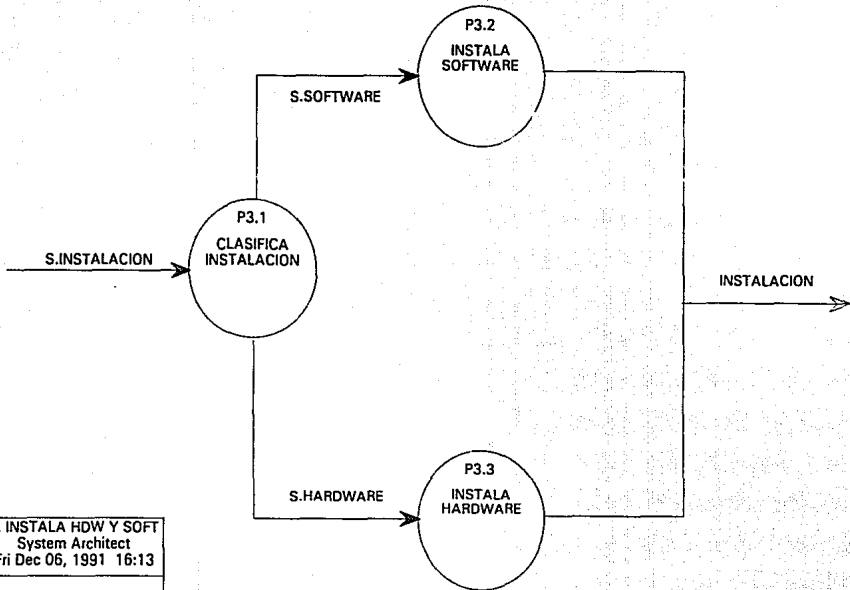 P3.2
INSTALA
SOFTWARE
S.SOFTWARE
P3.1
CLASIFICA
INSTALACION
S.INSTALACION
INSTALACION
P3.3
INSTALA
HARDWARE
S.HARDWARE
INSTALA HDW Y SOFT
System Architect
Fri Dec 06, 1991 16:13